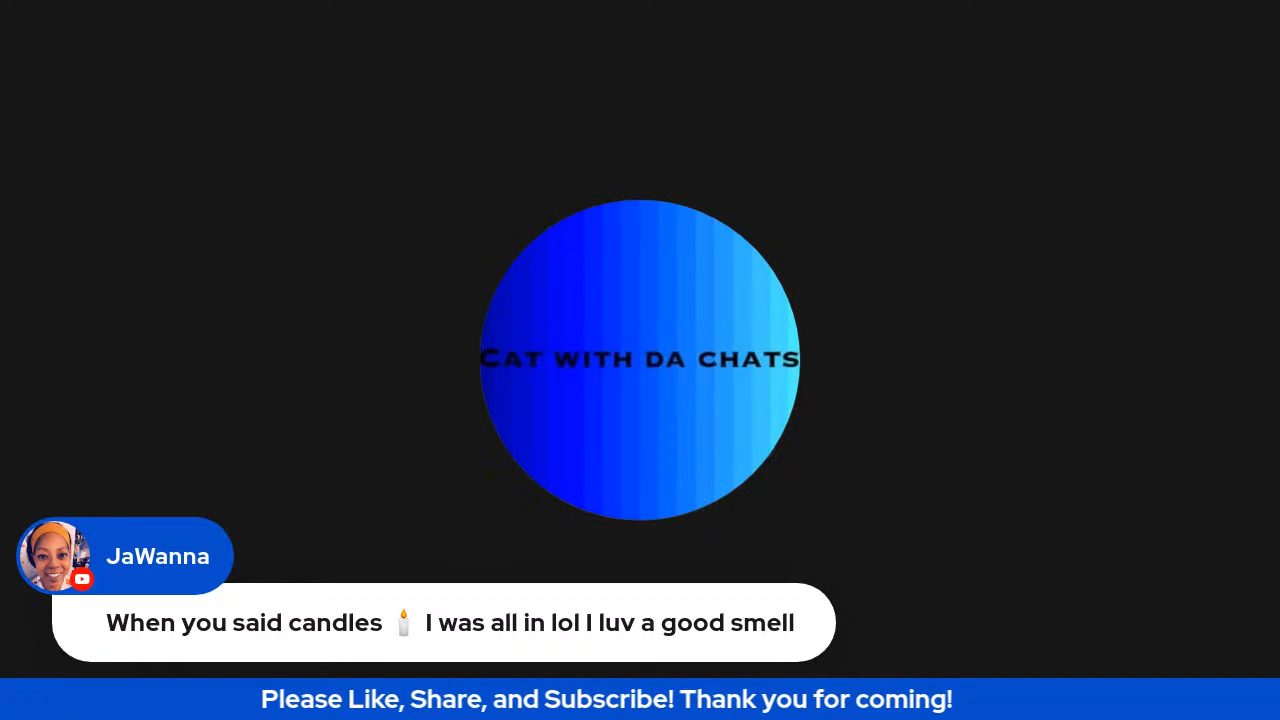 Cat with da chats
JaWanna
When you said candles 🕯️ I was all in lol I luv a good smell
Please Like, Share, and Subscribe! Thank you for coming!